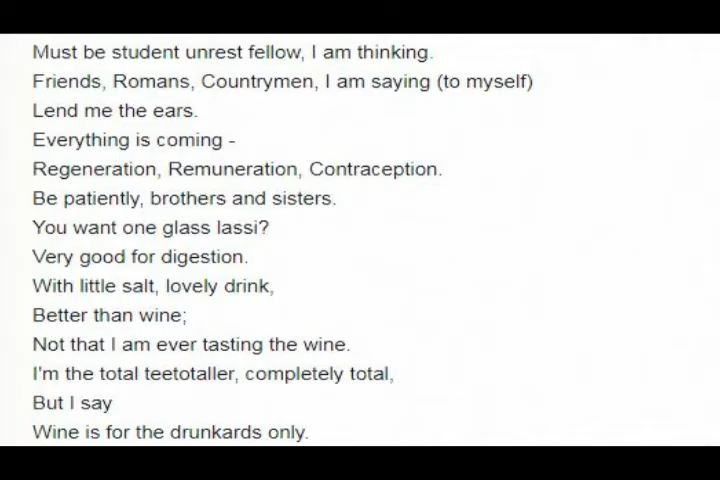 Must be student unrest fellow, I am thinking.
Friends, Romans, Countrymen, I am saying (to myself)
Lend me the ears.
Everything is coming -
Regeneration, Remuneration, Contraception.
Be patiently, brothers and sisters.
You want one glass lassi?
Very good for digestion.
With little salt, lovely drink,
Better than wine;
Not that I am ever tasting the wine.
I'm the total teetotaller, completely total,
But I say
Wine is for the drunkards only.